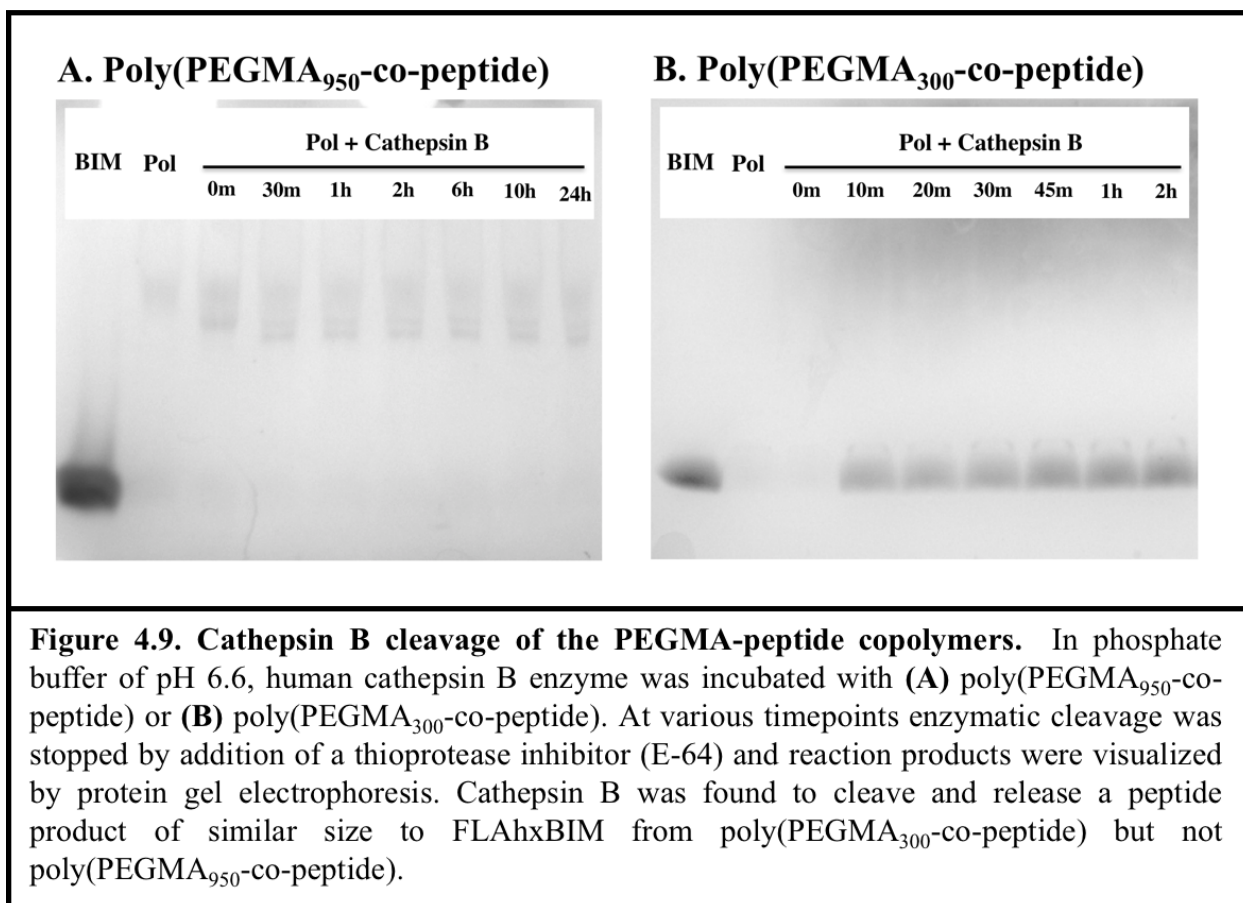 A. Poly(PEGMA950-co-peptide)
BIM Pol Pol + Cathepsin B
0m 30m 1h 2h 6h 10h 24h
B. Poly(PEGMA300-co-peptide)
BIM Pol Pol + Cathepsin B
0m 10m 20m 30m 45m 1h 2h
Figure 4.9. Cathepsin B cleavage of the PEGMA-peptide copolymers. In phosphate
buffer of pH 6.6, human cathepsin B enzyme was incubated with (A) poly(PEGMA950-co-
peptide) or (B) poly(PEGMA300-co-peptide). At various timepoints enzymatic cleavage was
stopped by addition of a thioprotease inhibitor (E-64) and reaction products were visualized
by protein gel electrophoresis. Cathepsin B was found to cleave and release a peptide
product of similar size to FLAhxBIM from poly(PEGMA300-co-peptide) but not
poly(PEGMA950-co-peptide).